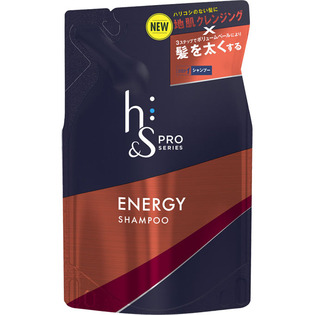 NEW
ハリコシのない髪に
地肌クレンジング
×
3ステップでボリュームベールにより
髪を太くする
シャンプー
h&S PRO
SERIES
ENERGY
SHAMPOO